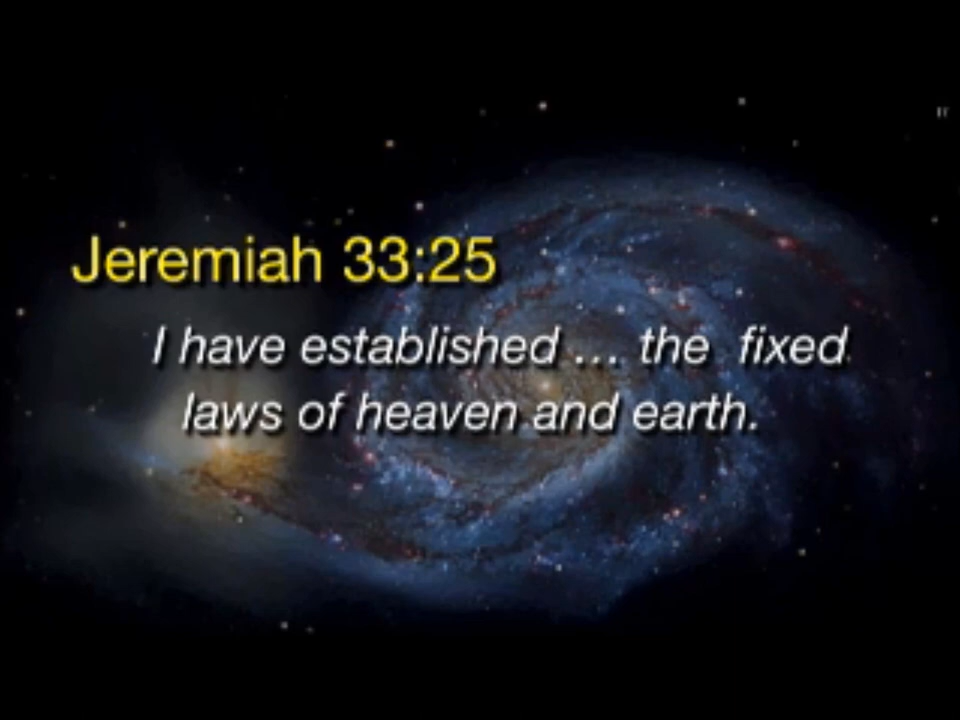 Jeremiah 33:25
I have established … the fixed
laws of heaven and earth.